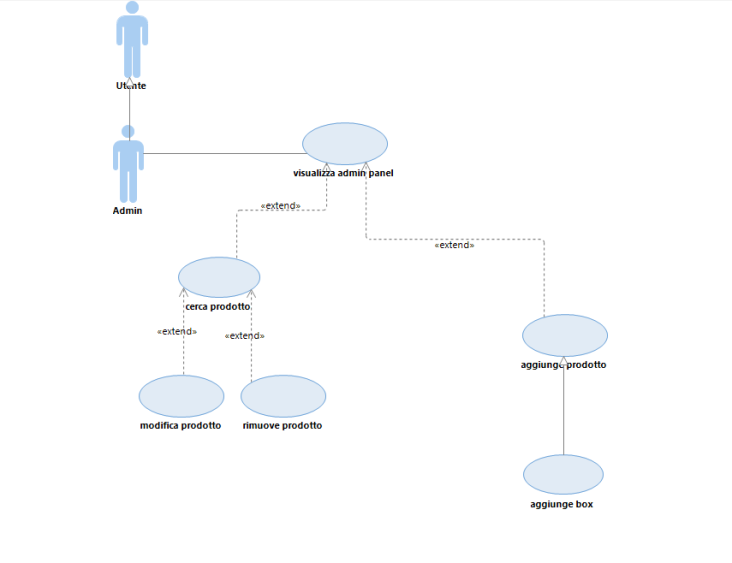 Utente
Admin
visualizza admin panel
«extend»
«extend»
cerca prodotto
«extend»
«extend»
aggiunge prodotto
modifica prodotto
rimuove prodotto
aggiunge box